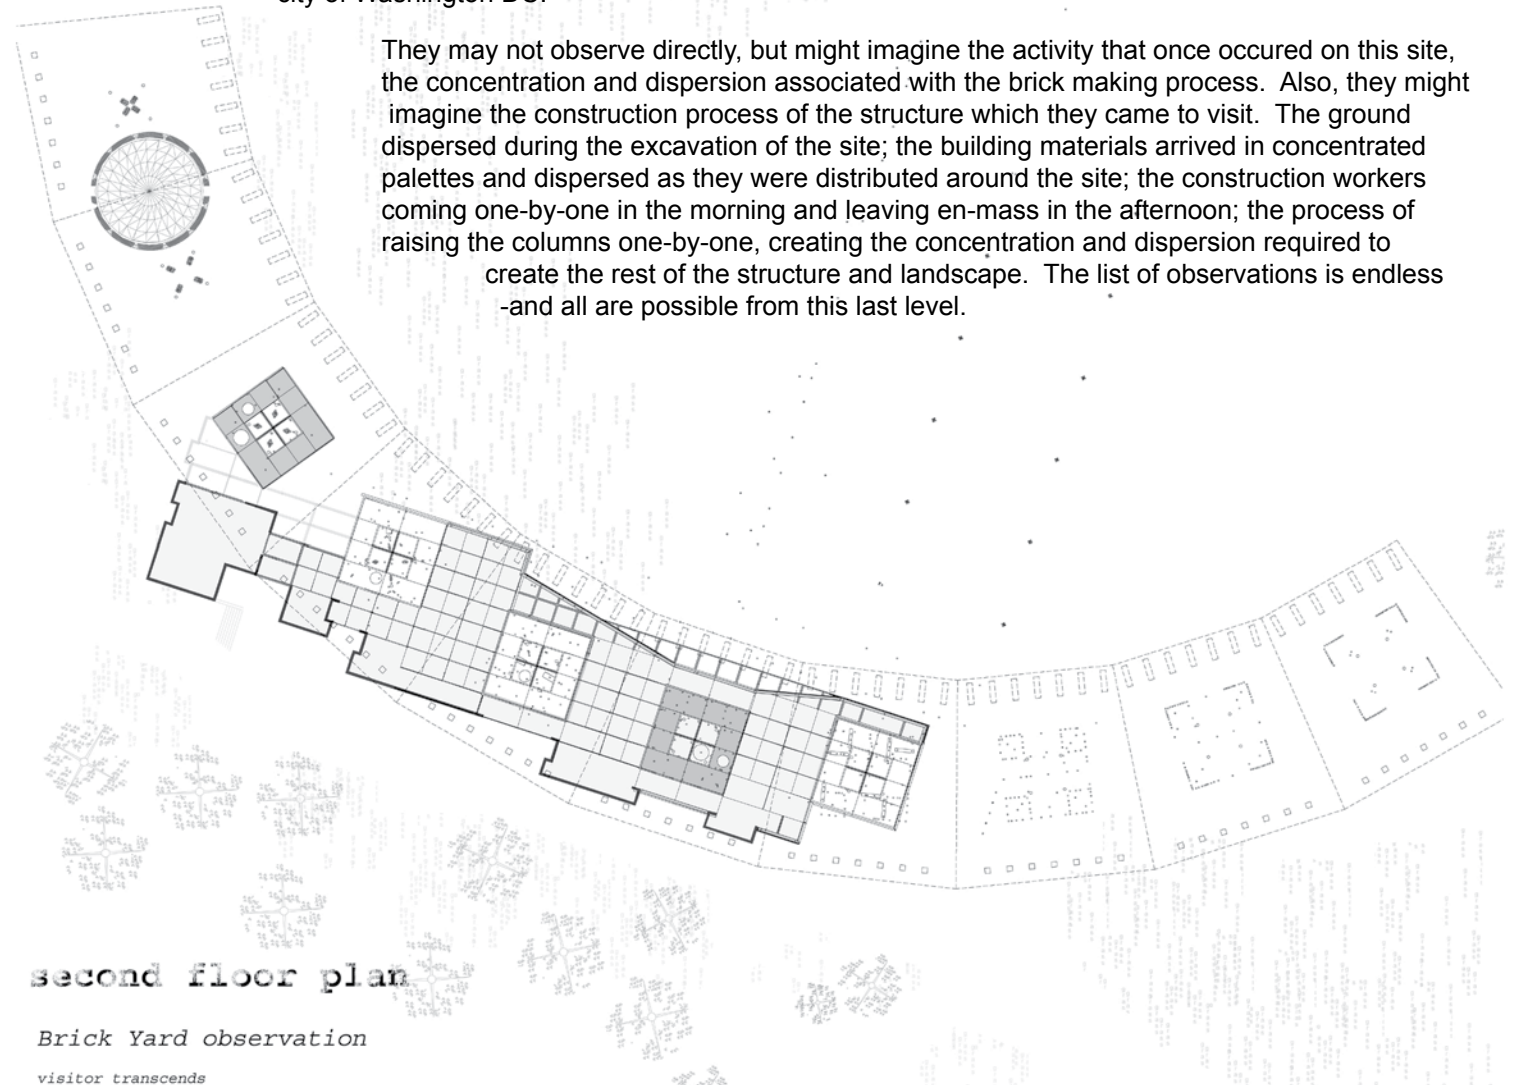 city of Washington DC.
They may not observe directly, but might imagine the activity that once occured on this site,
the concentration and dispersion associated with the brick making process.  Also, they might
imagine the construction process of the structure which they came to visit.  The ground
dispersed during the excavation of the site; the building materials arrived in concentrated
palettes and dispersed as they were distributed around the site; the construction workers
coming one-by-one in the morning and leaving en-mass in the afternoon; the process of
raising the columns one-by-one, creating the concentration and dispersion required to
create the rest of the structure and landscape.  The list of observations is endless
-and all are possible from this last level.
second floor plan
Brick Yard observation
visitor transcends